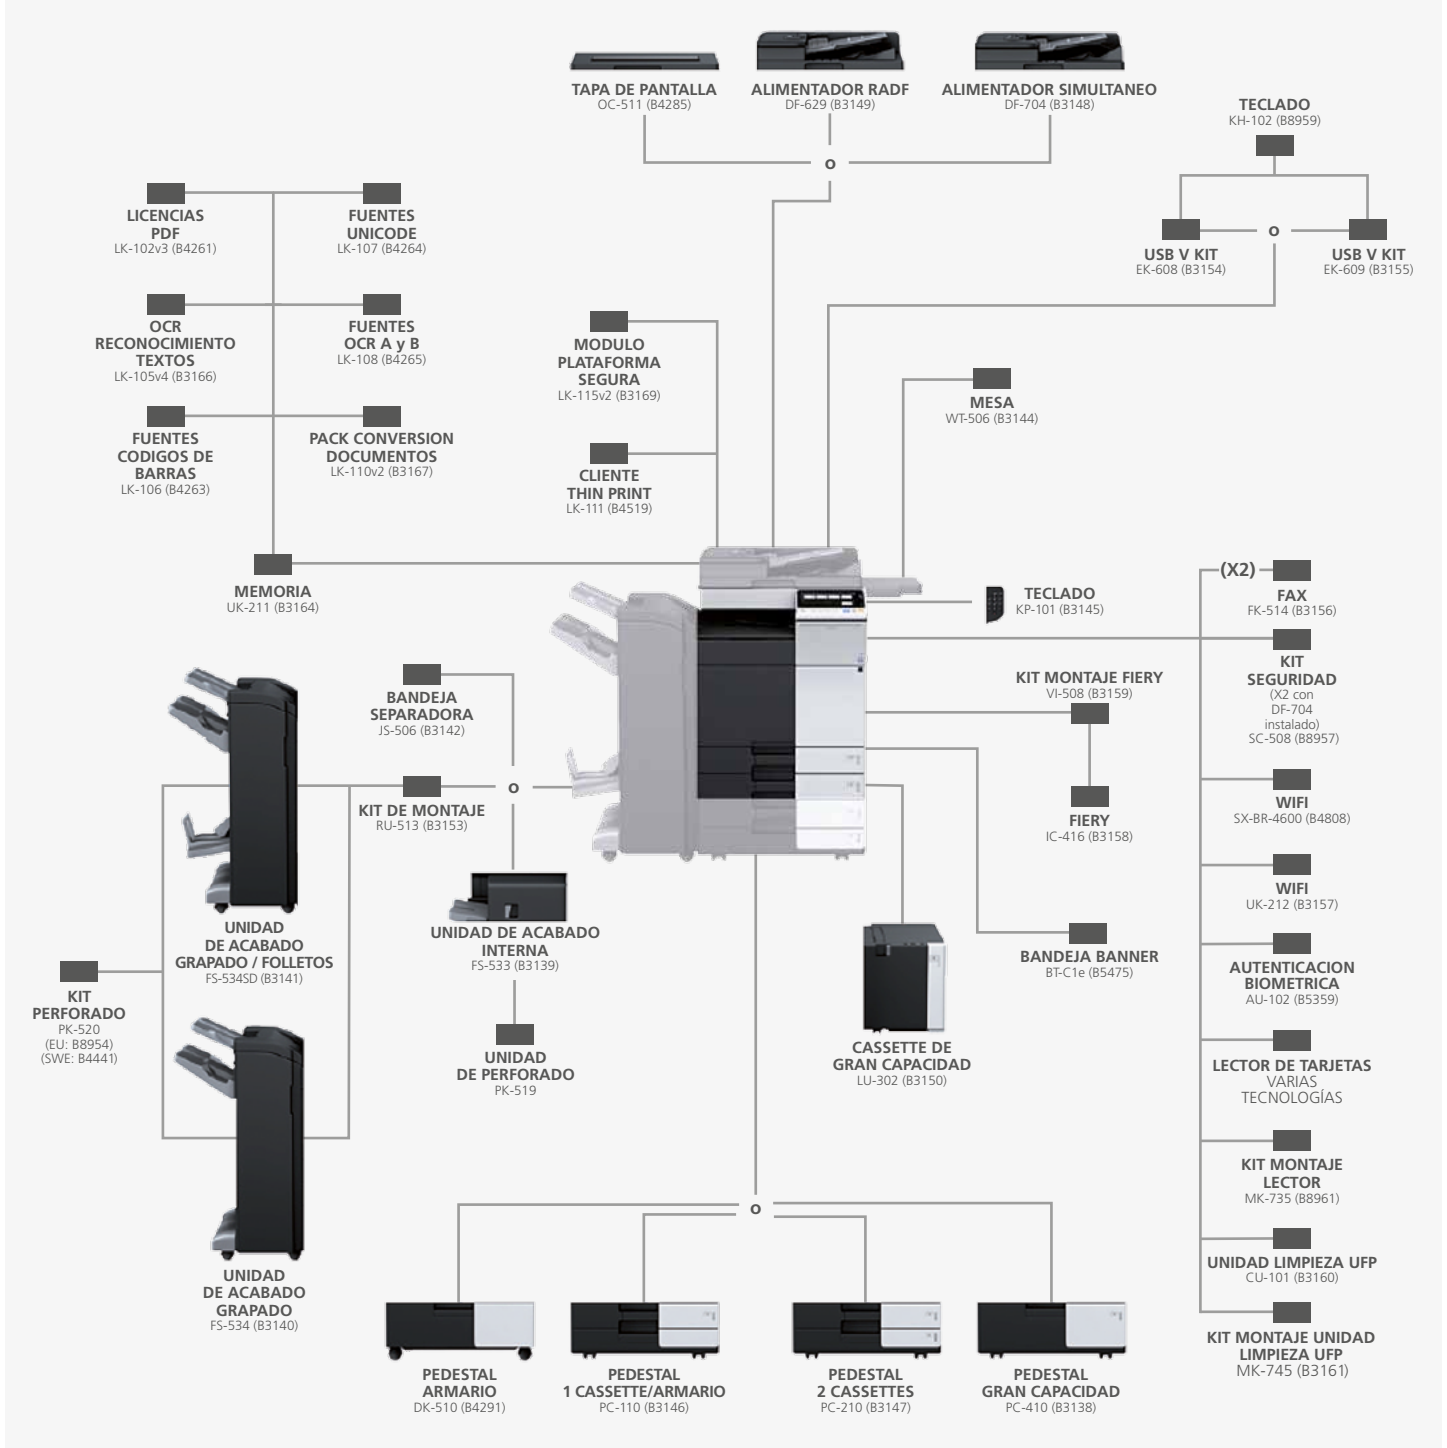 TAPA DE PANTALLA
OC-511 (B4285)
ALIMENTADOR RADF
DF-629 (B3149)
ALIMENTADOR SIMULTANEO
DF-704 (B3148)
o
TECLADO
KH-102 (B8959)
USB V KIT
EK-608 (B3154)
o
USB V KIT
EK-609 (B3155)
LICENCIAS
PDF
LK-102v3 (B4261)
FUENTES
UNICODE
LK-107 (B4264)
OCR
RECONOCIMIENTO
TEXTOS
LK-105v4 (B3166)
FUENTES
OCR A y B
LK-108 (B4265)
FUENTES
CODIGOS DE
BARRAS
LK-106 (B4263)
PACK CONVERSION
DOCUMENTOS
LK-110v2 (B3167)
MEMORIA
UK-211 (B3164)
MODULO
PLATAFORMA
SEGURA
LK-115v2 (B3169)
CLIENTE
THIN PRINT
LK-111 (B4519)
MESA
WT-506 (B3144)
TECLADO
KP-101 (B3145)
(X2)
FAX
FK-514 (B3156)
KIT
SEGURIDAD
(X2 con
DF-704
instalado)
SC-508 (B8957)
WIFI
SX-BR-4600 (B4808)
WIFI
UK-212 (B3157)
AUTENTICACION
BIOMETRICA
AU-102 (B5359)
LECTOR DE TARJETAS
VARIAS
TECNOLOGÍAS
KIT MONTAJE
LECTOR
MK-735 (B8961)
UNIDAD LIMPIEZA UFP
CU-101 (B3160)
KIT MONTAJE UNIDAD
LIMPIEZA UFP
MK-745 (B3161)
KIT MONTAJE FIERY
VI-508 (B3159)
FIERY
IC-416 (B3158)
BANDEJA BANNER
BT-C1e (B5475)
CASSETTE DE
GRAN CAPACIDAD
LU-302 (B3150)
BANDEJA
SEPARADORA
JS-506 (B3142)
o
KIT DE MONTAJE
RU-513 (B3153)
UNIDAD DE ACABADO
INTERNA
FS-533 (B3139)
UNIDAD
DE PERFORADO
PK-519
UNIDAD
DE ACABADO
GRAPADO / FOLLETOS
FS-534SD (B3141)
KIT
PERFORADO
PK-520
(EU: B8954)
(SWE: B4441)
UNIDAD
DE ACABADO
GRAPADO
FS-534 (B3140)
o
PEDESTAL
ARMARIO
DK-510 (B4291)
PEDESTAL
1 CASSETTE/ARMARIO
PC-110 (B3146)
PEDESTAL
2 CASSETTES
PC-210 (B3147)
PEDESTAL
GRAN CAPACIDAD
PC-410 (B3138)